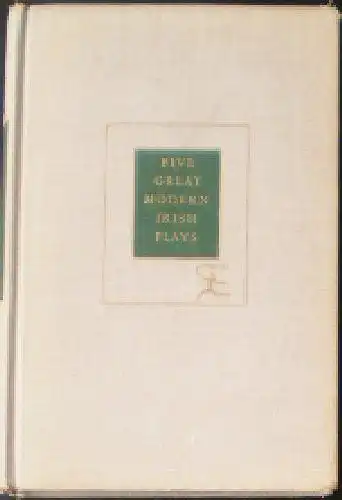 FIVE
GREAT
MODERN
IRISH
PLAYS